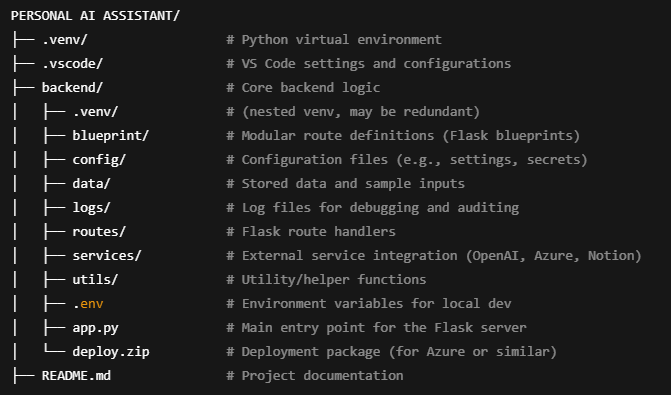 PERSONAL AI ASSISTANT/
├── .venv/                 # Python virtual environment
├── .vscode/               # VS Code settings and configurations
├── backend/               # Core backend logic
│   ├── .venv/             # (nested venv, may be redundant)
│   ├── blueprint/         # Modular route definitions (Flask blueprints)
│   ├── config/            # Configuration files (e.g., settings, secrets)
│   ├── data/              # Stored data and sample inputs
│   ├── logs/              # Log files for debugging and auditing
│   ├── routes/            # Flask route handlers
│   ├── services/          # External service integration (OpenAI, Azure, Notion)
│   ├── utils/             # Utility/helper functions
│   ├── .env               # Environment variables for local dev
│   ├── app.py             # Main entry point for the Flask server
│   └── deploy.zip         # Deployment package (for Azure or similar)
├── README.md              # Project documentation